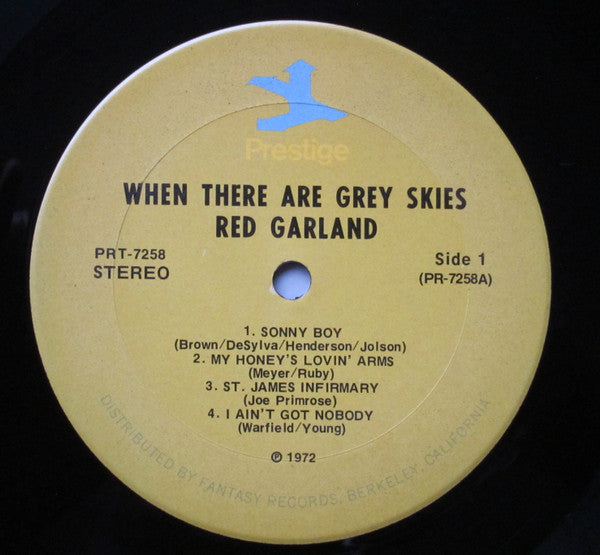 Prestige
WHEN THERE ARE GREY SKIES
RED GARLAND
PRT-7258
STEREO
Side 1
(PR-7258A)
1. SONNY BOY
(Brown/DeSylva/Henderson/Jolson)
2. MY HONEY'S LOVIN' ARMS
(Meyer/Ruby)
3. ST. JAMES INFIRMARY
(Joe Primrose)
4. I AIN'T GOT NOBODY
(Warfield/Young)
℗ 1972
DISTRIBUTED BY FANTASY RECORDS, BERKELEY, CALIFORNIA